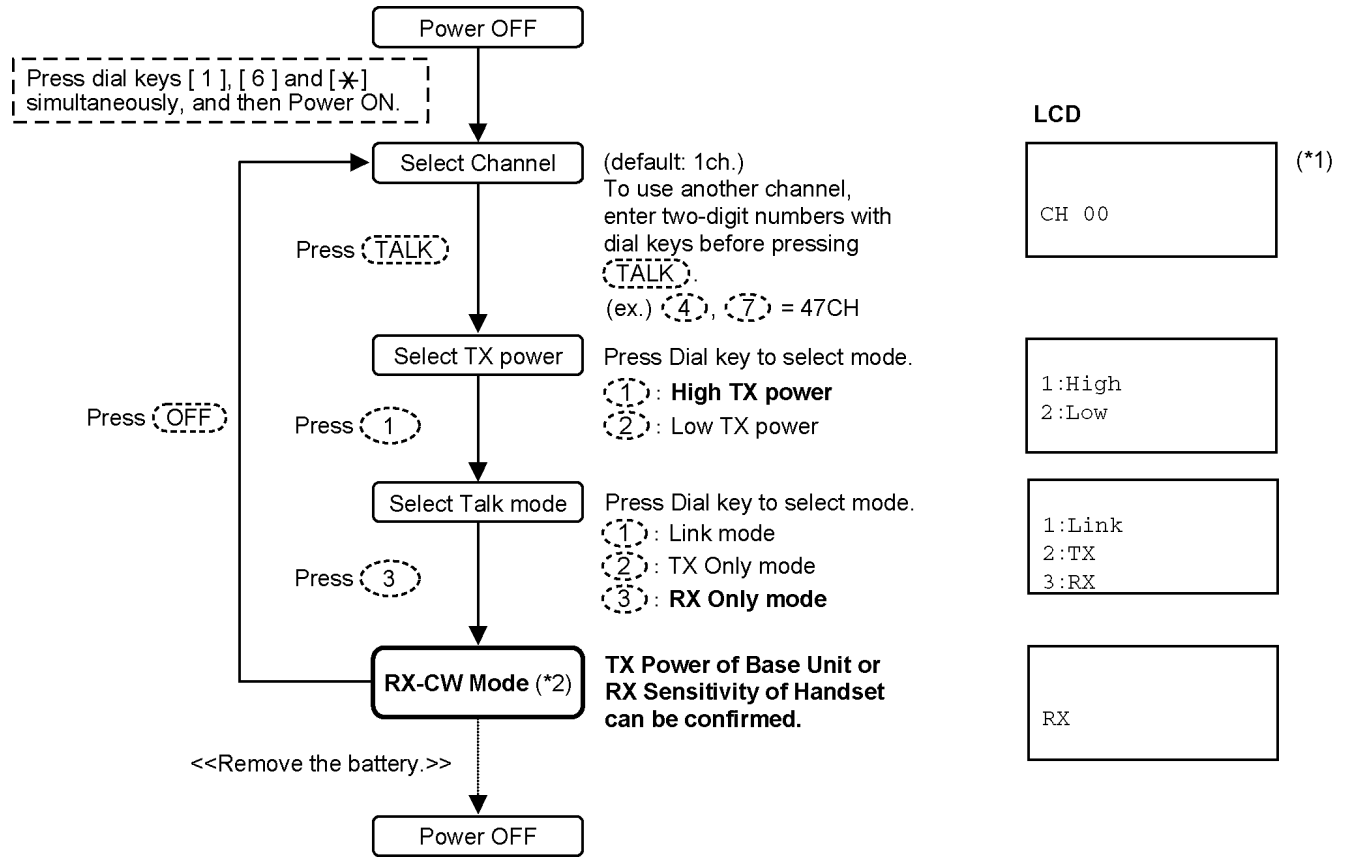 Power OFF
Press dial keys [ 1 ], [ 6 ] and [*]
simultaneously, and then Power ON.
LCD
Select Channel
(default: 1ch.)
To use another channel,
enter two-digit numbers with
dial keys before pressing
TALK .
(ex.) 4 , 7 = 47CH
CH 00
(*1)
Press TALK
Select TX power
Press Dial key to select mode.
1 : High TX power
2 : Low TX power
1:High
2:Low
Press OFF
Press 1
Select Talk mode
Press Dial key to select mode.
1 : Link mode
2 : TX Only mode
3 : RX Only mode
1:Link
2:TX
3:RX
Press 3
RX-CW Mode (*2)
TX Power of Base Unit or
RX Sensitivity of Handset
can be confirmed.
RX
<<Remove the battery.>>
Power OFF